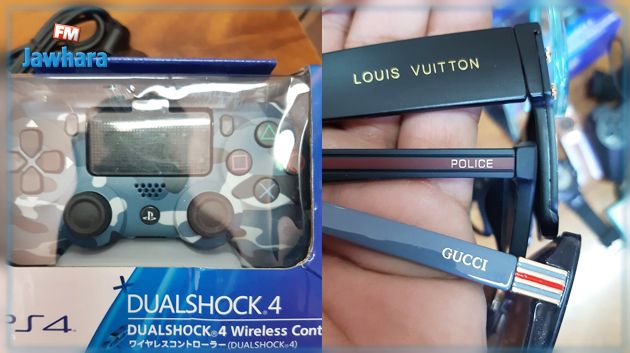 FM
Jawhara
DUALSHOCK®4
PS4
DUALSHOCK®4 Wireless Cont
ワイヤレスコントローラー (DUALSHOCK®4)
LOUIS VUITTON
POLICE
GUCCI